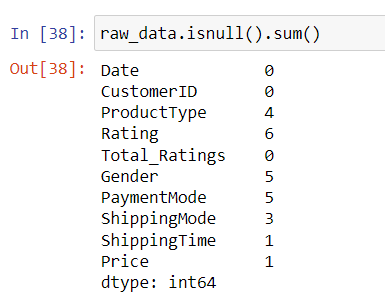 In [38]: raw_data.isnull().sum()
Out[38]: Date 0
CustomerID 0
ProductType 4
Rating 6
Total_Ratings 0
Gender 5
PaymentMode 5
ShippingMode 3
ShippingTime 1
Price 1
dtype: int64